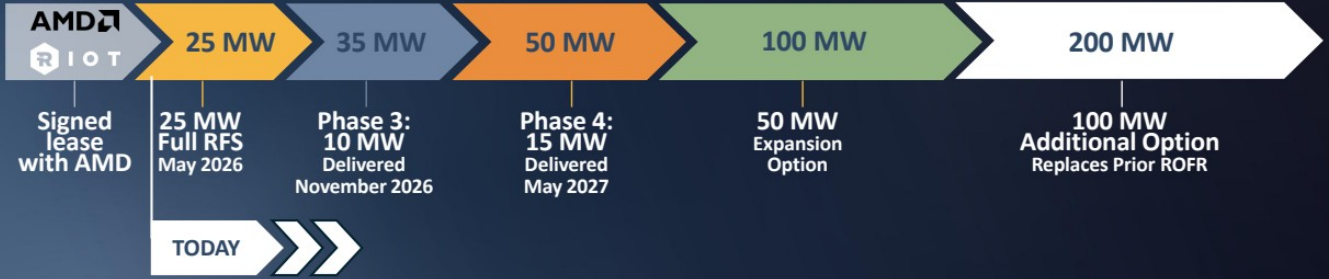 AMD
RIOT
25 MW
35 MW
50 MW
100 MW
200 MW
Signed
lease
with AMD
25 MW
Full RFS
May 2026
Phase 3:
10 MW
Delivered
November 2026
Phase 4:
15 MW
Delivered
May 2027
50 MW
Expansion
Option
100 MW
Additional Option
Replaces Prior ROFR
TODAY